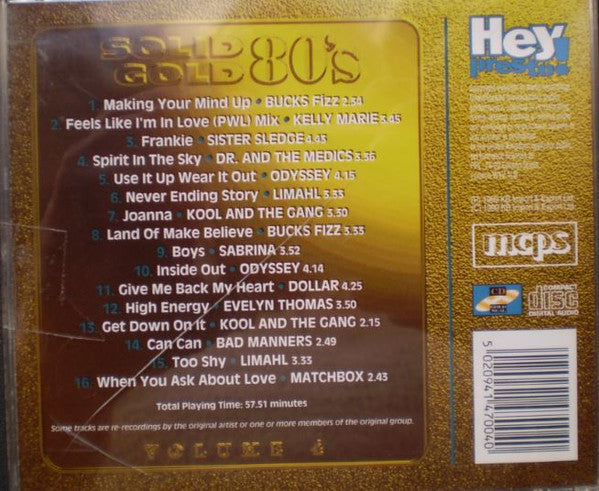 SOLID
GOLD 80's
1. Making Your Mind Up • BUCKS FIZZ 2.34
2. Feels Like I'm In Love (PWL) Mix • KELLY MARIE 3.45
3. Frankie • SISTER SLEDGE 4.43
4. Spirit In The Sky • DR. AND THE MEDICS 3.36
5. Use It Up Wear It Out • ODYSSEY 4.15
6. Never Ending Story • LIMAHL 3.33
7. Joanna • KOOL AND THE GANG 3.50
8. Land Of Make Believe • BUCKS FIZZ 3.33
9. Boys • SABRINA 3.52
10. Inside Out • ODYSSEY 4.14
11. Give Me Back My Heart • DOLLAR 4.25
12. High Energy • EVELYN THOMAS 3.50
13. Get Down On It • KOOL AND THE GANG 2.15
14. Can Can • BAD MANNERS 2.49
15. Too Shy • LIMAHL 3.33
16. When You Ask About Love • MATCHBOX 2.43
Total Playing Time: 57.51 minutes
Some tracks are re-recordings by the original artist or one or more members of the original group.
VOLUME 4
Hey
presto!
mcps
CD
COMPACT
disc
DIGITAL AUDIO
5 020941 470040